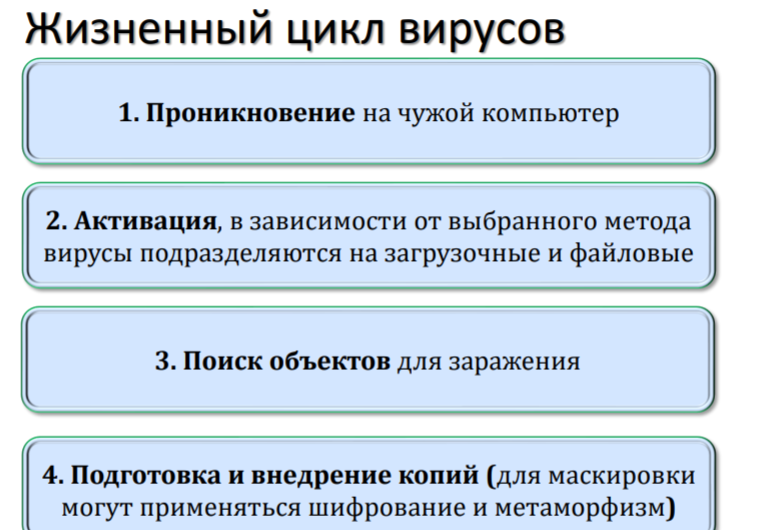 Жизненный цикл вирусов
1. Проникновение на чужой компьютер
2. Активация, в зависимости от выбранного метода
вирусы подразделяются на загрузочные и файловые
3. Поиск объектов для заражения
4. Подготовка и внедрение копий (для маскировки
могут применяться шифрование и метаморфизм)